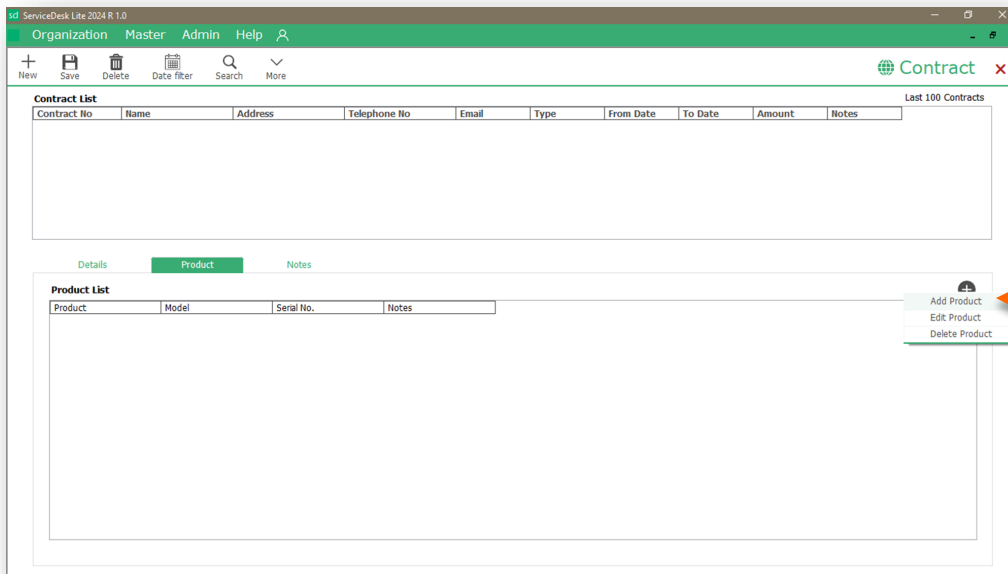 scl ServiceDesk Lite 2024 R 1.0
Organization Master Admin Help
New Save Delete Date filter Search More
Contract
Contract List
Last 100 Contracts
Contract No Name Address Telephone No Email Type From Date To Date Amount Notes
Details Product Notes
Product List
Product Model Serial No. Notes
Add Product
Edit Product
Delete Product